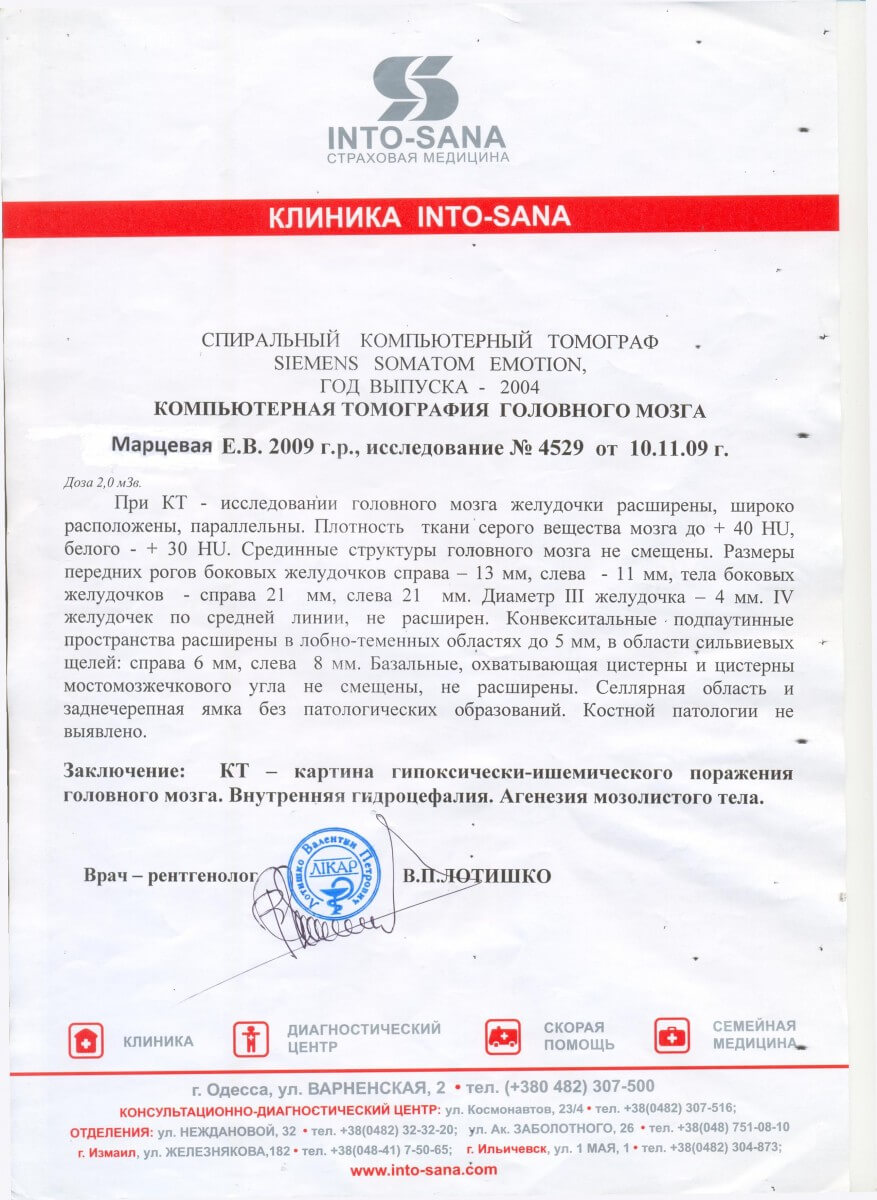 INTO-SANA
СТРАХОВАЯ МЕДИЦИНА
КЛИНИКА INTO-SANA
СПИРАЛЬНЫЙ КОМПЬЮТЕРНЫЙ ТОМОГРАФ
SIEMENS SOMATOM EMOTION,
ГОД ВЫПУСКА - 2004
КОМПЬЮТЕРНАЯ ТОМОГРАФИЯ ГОЛОВНОГО МОЗГА
Марцевая Е.В. 2009 г.р., исследование № 4529 от 10.11.09 г.
Доза 2,0 мЗв.
При КТ - исследовании головного мозга желудочки расширены, широко
расположены, параллельны. Плотность ткани серого вещества мозга до + 40 HU,
белого - + 30 HU. Срединные структуры головного мозга не смещены. Размеры
передних рогов боковых желудочков справа – 13 мм, слева - 11 мм, тела боковых
желудочков - справа 21 мм, слева 21 мм. Диаметр III желудочка – 4 мм. IV
желудочек по средней линии, не расширен. Конвекситальные подпаутинные
пространства расширены в лобно-теменных областях до 5 мм, в области сильвиевых
щелей: справа 6 мм, слева 8 мм. Базальные, охватывающая цистерны и цистерны
мостомозжечкового угла не смещены, не расширены. Селлярная область и
заднечерепная ямка без патологических образований. Костной патологии не
выявлено.
Заключение: КТ – картина гипоксически-ишемического поражения
головного мозга. Внутренняя гидроцефалия. Агенезия мозолистого тела.
Врач – рентгенолог В.П.ЛОТИШКО
Лотишко Валентин Петрович
ЛІКАР
КЛИНИКА
ДИАГНОСТИЧЕСКИЙ
ЦЕНТР
СКОРАЯ
ПОМОЩЬ
СЕМЕЙНАЯ
МЕДИЦИНА
г. Одесса, ул. ВАРНЕНСКАЯ, 2 • тел. (+380 482) 307-500
КОНСУЛЬТАЦИОННО-ДИАГНОСТИЧЕСКИЙ ЦЕНТР: ул. Космонавтов, 23/4 • тел. +38(0482) 307-516;
ОТДЕЛЕНИЯ: ул. НЕЖДАНОВОЙ, 32 • тел. +38(0482) 32-32-20; ул. Ак. ЗАБОЛОТНОГО, 26 • тел. +38(048) 751-08-10
г. Измаил, ул. ЖЕЛЕЗНЯКОВА,182 • тел. +38(048-41) 7-50-65; г. Ильичевск, ул. 1 МАЯ, 1 • тел. +38(0482) 304-873;
www.into-sana.com